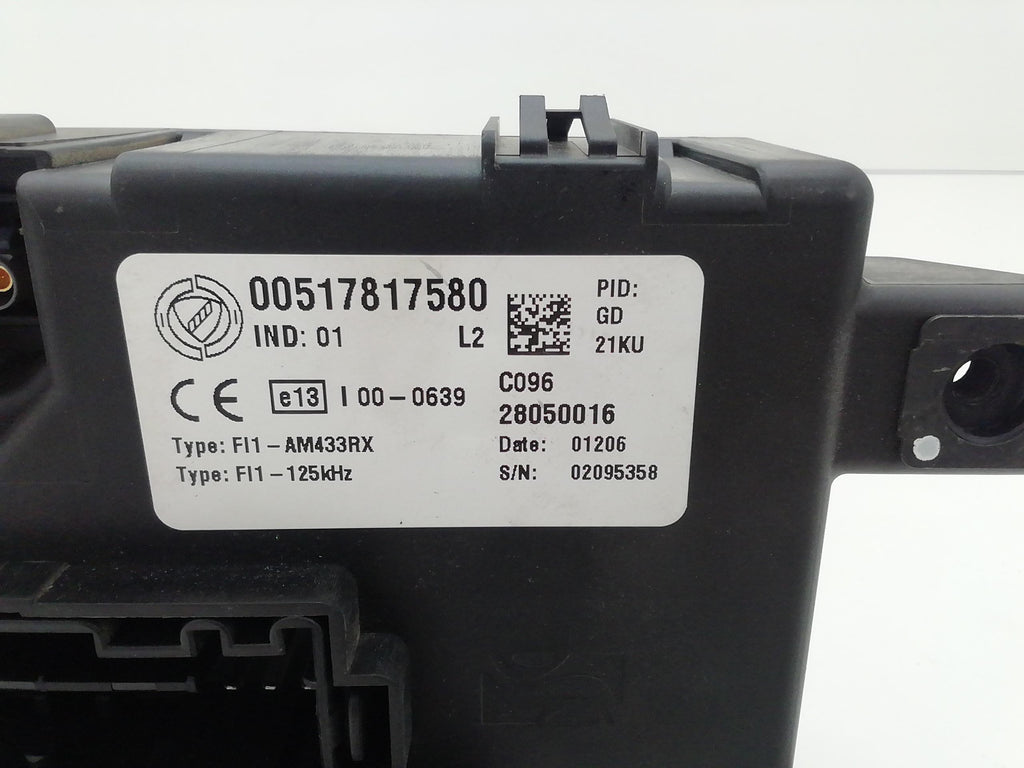 00517817580
IND: 01 L2
PID:
GD
21KU
CE e13 I 00-0639
Type: FI1-AM433RX
Type: FI1-125kHz
C096
28050016
Date: 01206
S/N: 02095358